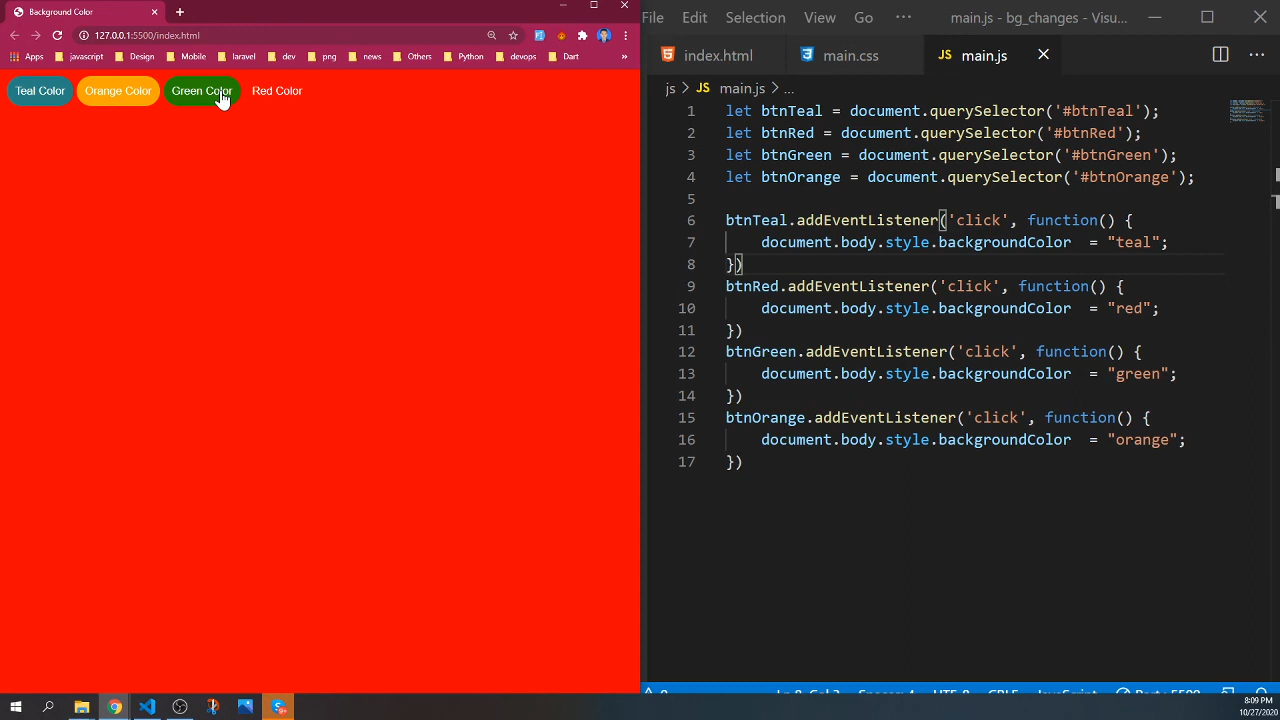 Background Color
File Edit Selection View Go ··· main.js - bg_changes - Visu...
127.0.0.1:5500/index.html
index.html main.css main.js
Apps javascript Design Mobile laravel dev png news Others Python devops Dart »
js > JS main.js > ...
Teal Color Orange Color Green Color Red Color
1 let btnTeal = document.querySelector('#btnTeal');
2 let btnRed = document.querySelector('#btnRed');
3 let btnGreen = document.querySelector('#btnGreen');
4 let btnOrange = document.querySelector('#btnOrange');
5
6 btnTeal.addEventListener('click', function() {
7 document.body.style.backgroundColor  = "teal";
8 })
9 btnRed.addEventListener('click', function() {
10 document.body.style.backgroundColor  = "red";
11 })
12 btnGreen.addEventListener('click', function() {
13 document.body.style.backgroundColor  = "green";
14 })
15 btnOrange.addEventListener('click', function() {
16 document.body.style.backgroundColor  = "orange";
17 })
8:09 PM
10/27/2020